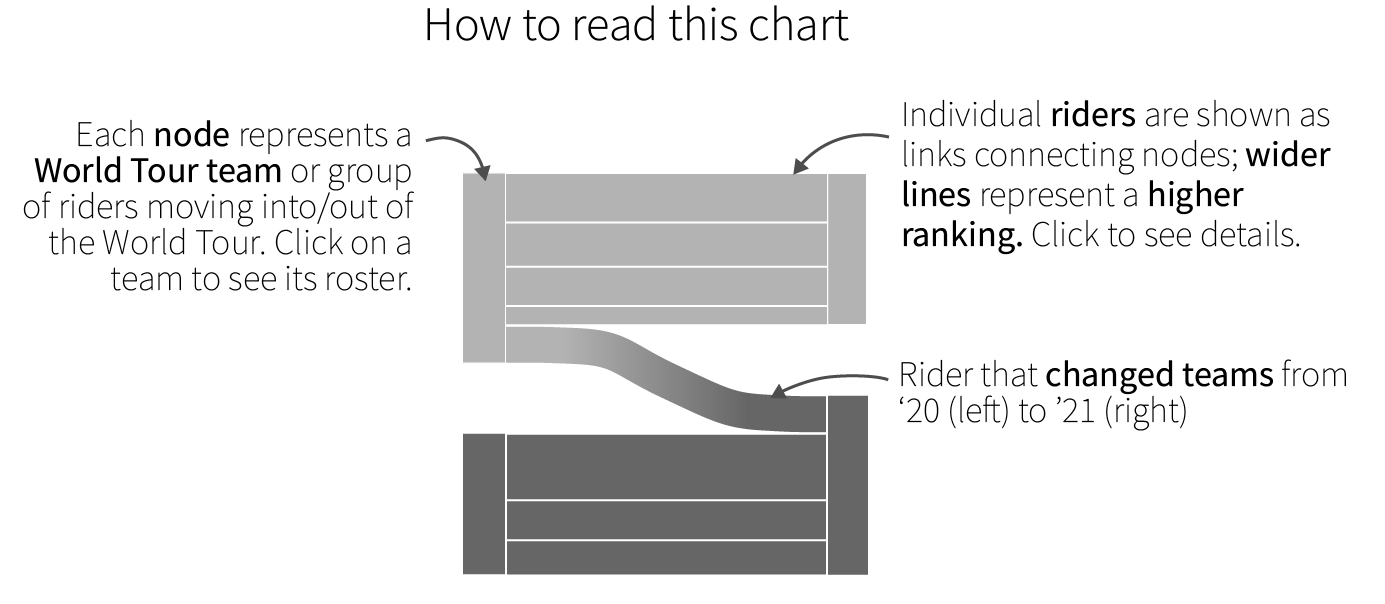 How to read this chart
Each node represents a
World Tour team or group
of riders moving into/out of
the World Tour. Click on a
team to see its roster.
Individual riders are shown as
links connecting nodes; wider
lines represent a higher
ranking. Click to see details.
Rider that changed teams from
‘20 (left) to ’21 (right)